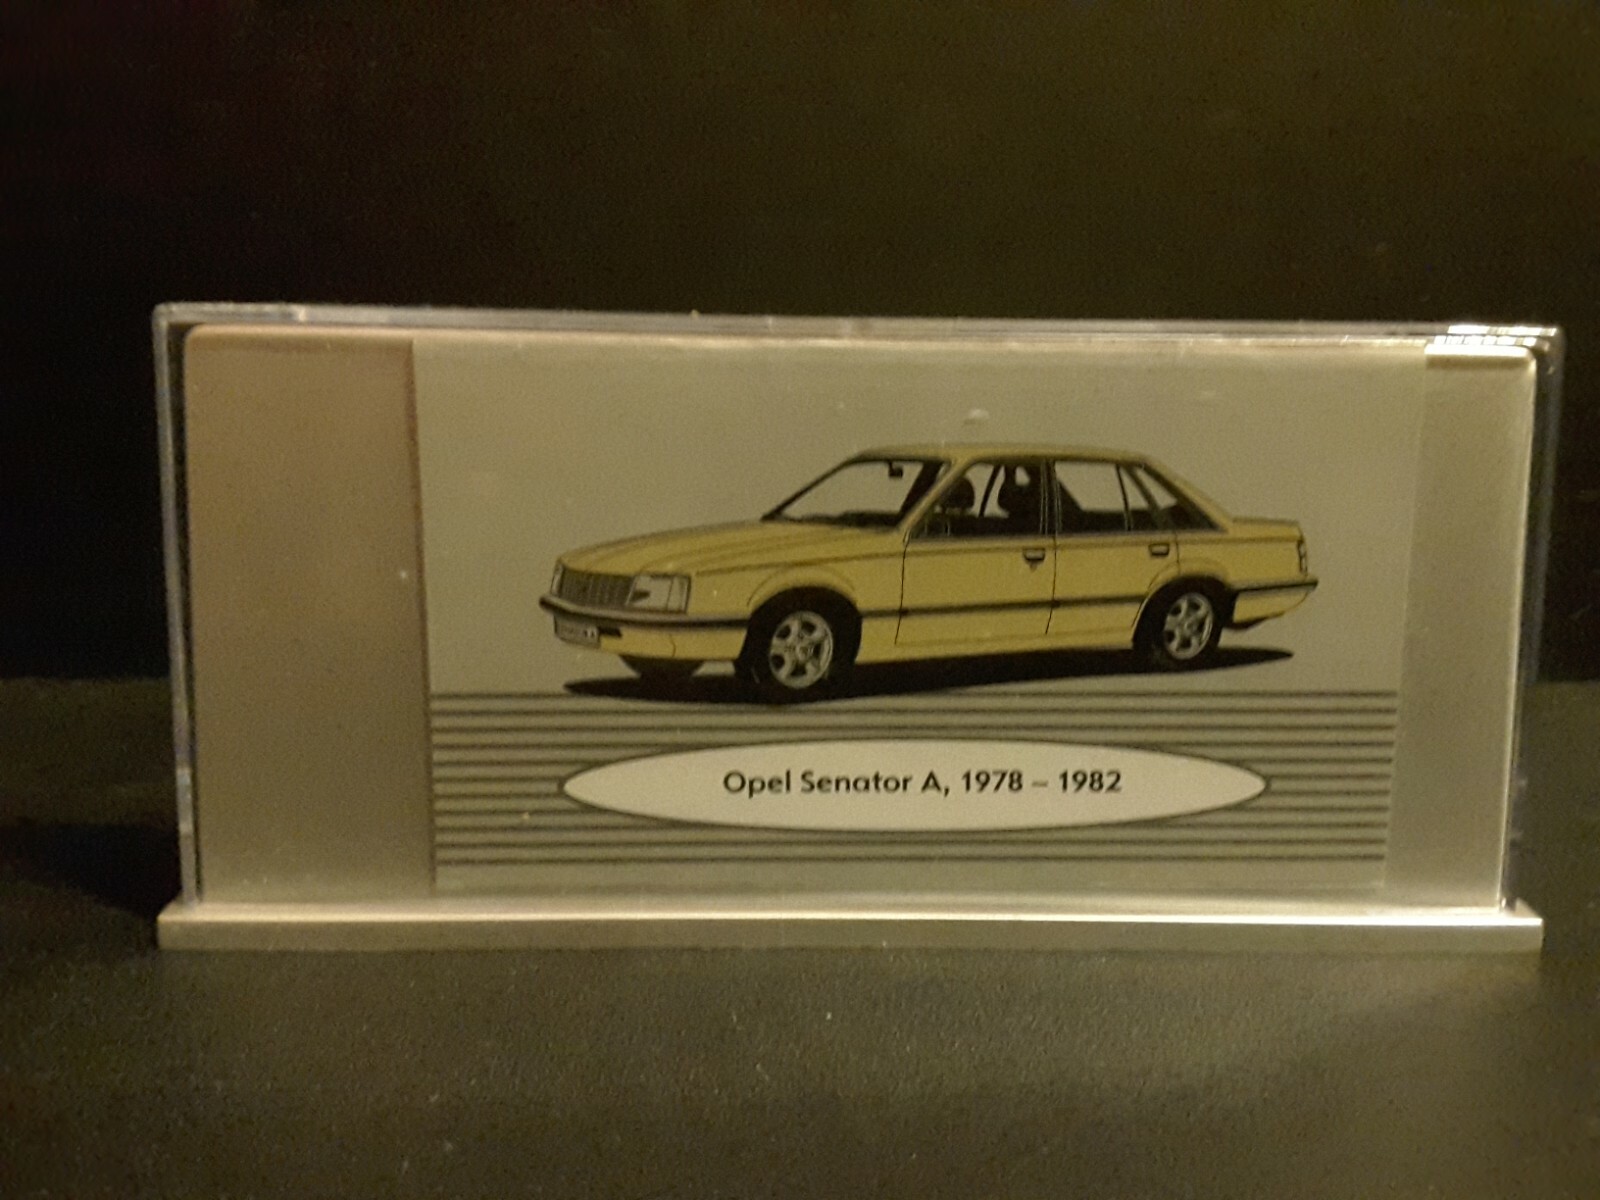 Opel Senator A, 1978 – 1982